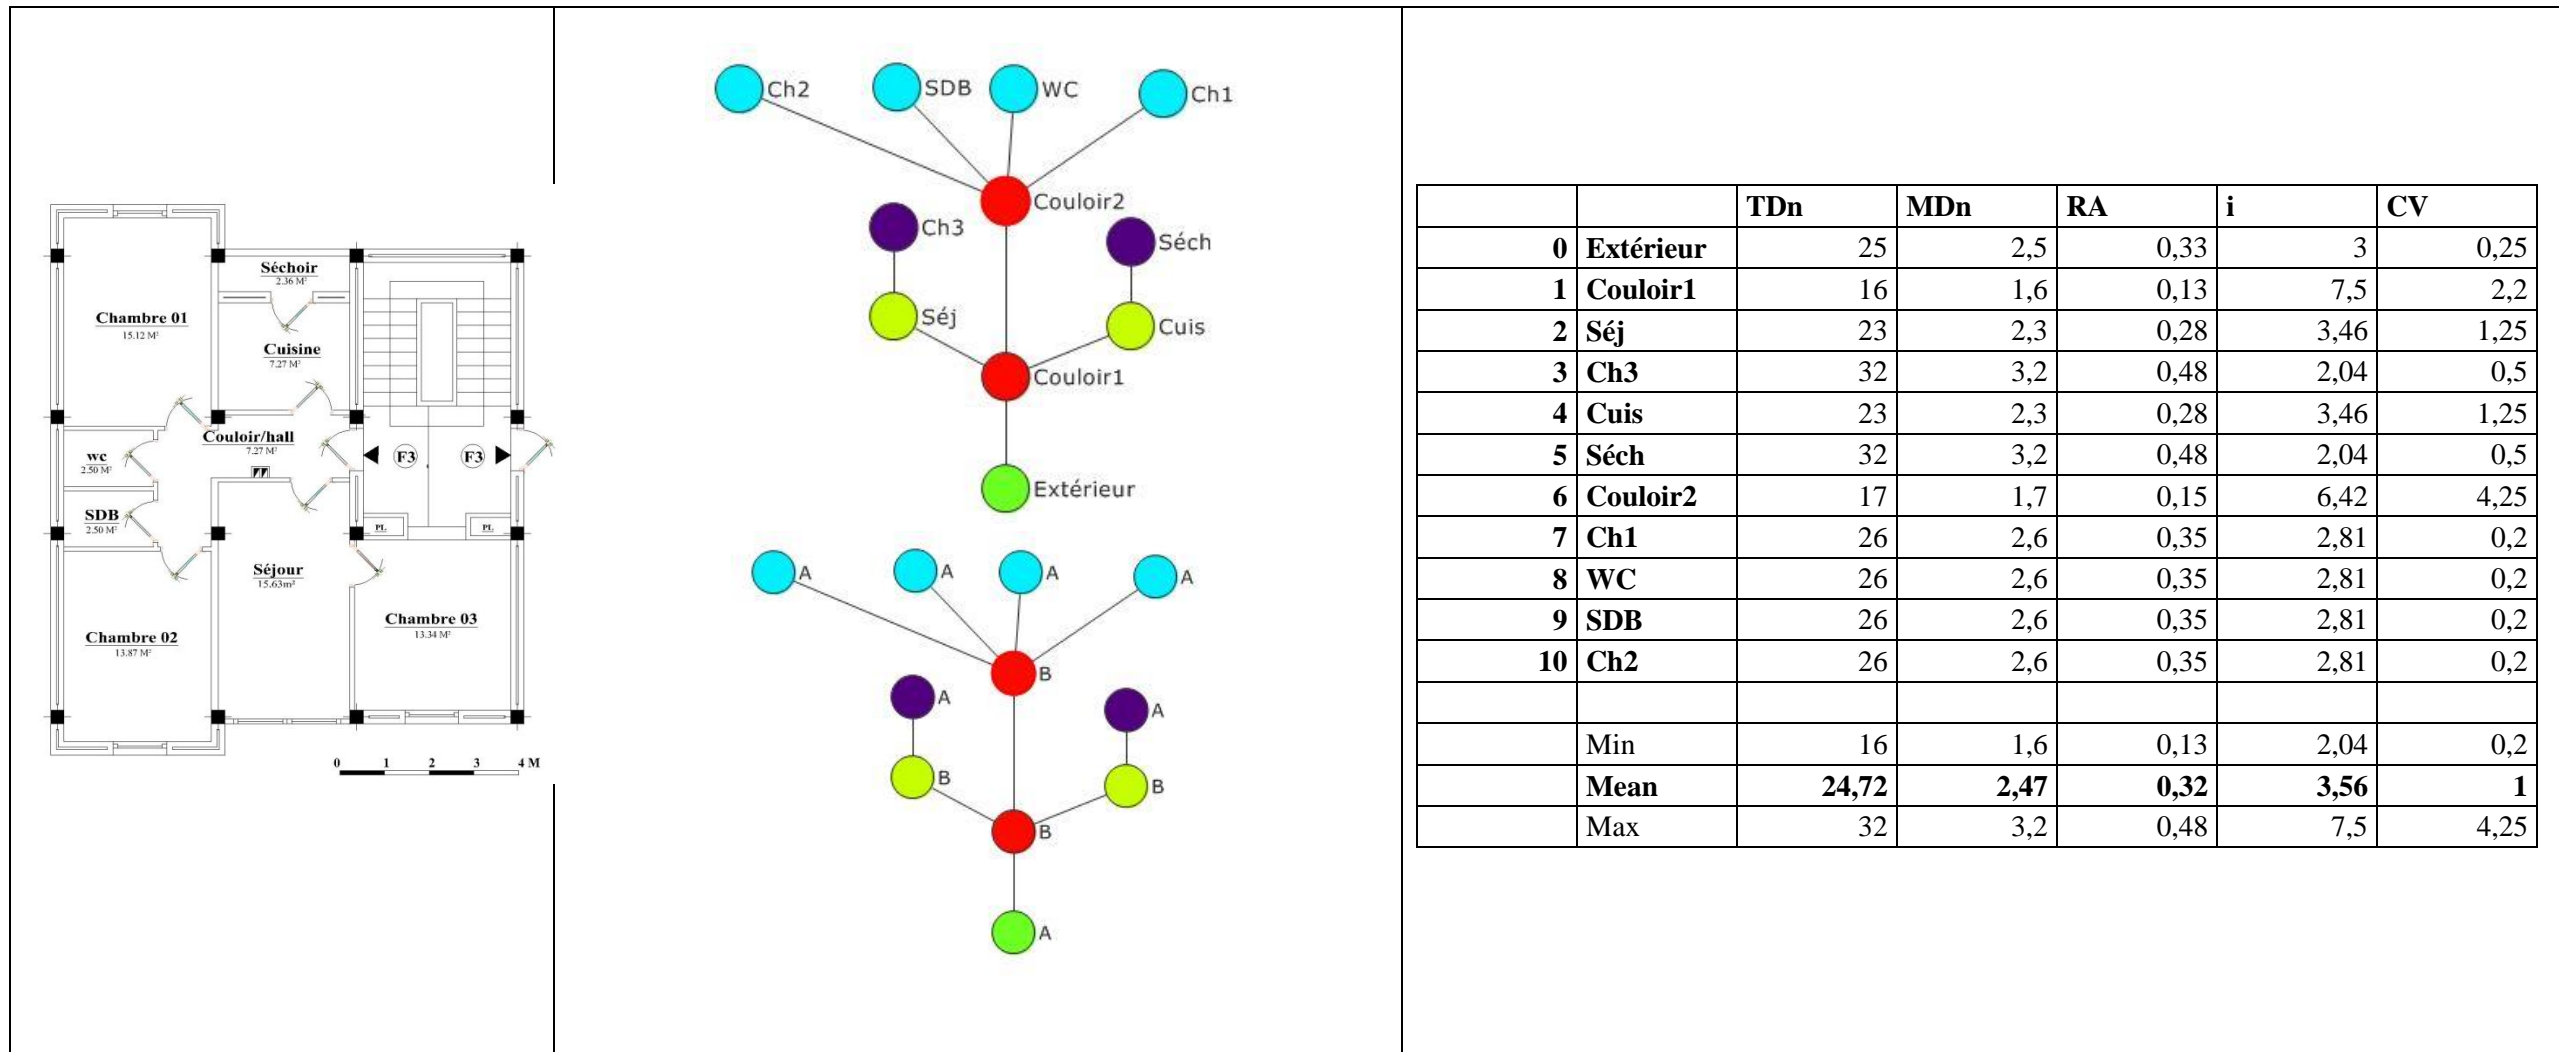 Chambre 01
15.12 M²
Séchoir
2.36 M²
Cuisine
7.27 M²
Couloir/hall
7.27 M²
wc
2.50 M²
F3
F3
SDB
2.50 M²
PL
PL
Séjour
15.63m²
Chambre 02
13.87 M²
Chambre 03
13.34 M²
0 1 2 3 4 M
Ch2 SDB WC Ch1
Couloir2
Ch3 Séch
Séj Cuis
Couloir1
Extérieur
A A A A
B
A A
B B
B
A
TDn MDn RA i CV
0 Extérieur 25 2,5 0,33 3 0,25
1 Couloir1 16 1,6 0,13 7,5 2,2
2 Séj 23 2,3 0,28 3,46 1,25
3 Ch3 32 3,2 0,48 2,04 0,5
4 Cuis 23 2,3 0,28 3,46 1,25
5 Séch 32 3,2 0,48 2,04 0,5
6 Couloir2 17 1,7 0,15 6,42 4,25
7 Ch1 26 2,6 0,35 2,81 0,2
8 WC 26 2,6 0,35 2,81 0,2
9 SDB 26 2,6 0,35 2,81 0,2
10 Ch2 26 2,6 0,35 2,81 0,2
Min 16 1,6 0,13 2,04 0,2
Mean 24,72 2,47 0,32 3,56 1
Max 32 3,2 0,48 7,5 4,25